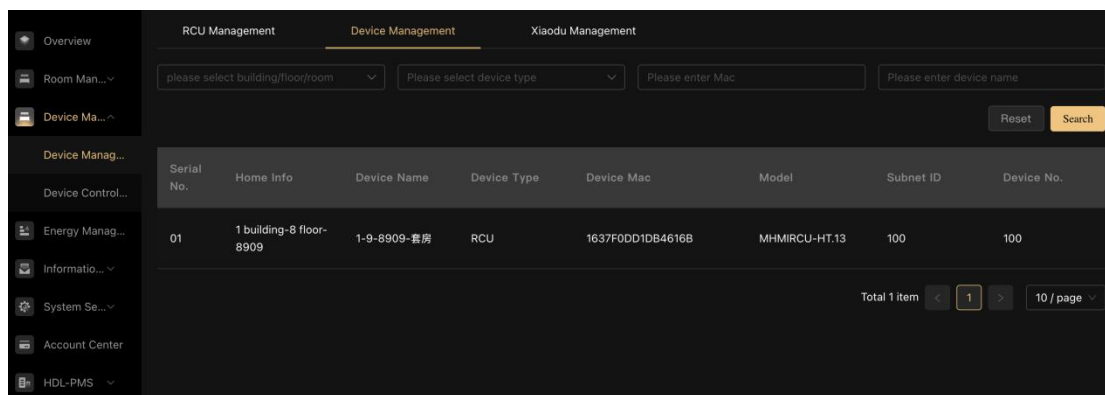 Overview
Room Man...
Device Ma...
Device Manag...
Device Control...
Energy Manag...
Informatio...
System Se...
Account Center
HDL-PMS
RCU Management Device Management Xiaodu Management
please select building/floor/room Please select device type Please enter Mac Please enter device name
Reset Search
Serial No. Home Info Device Name Device Type Device Mac Model Subnet ID Device No.
01 1 building-8 floor-8909 1-9-8909-套房 RCU 1637F0DD1DB4616B MHMIRCU-HT.13 100 100
Total 1 item < 1 > 10 / page